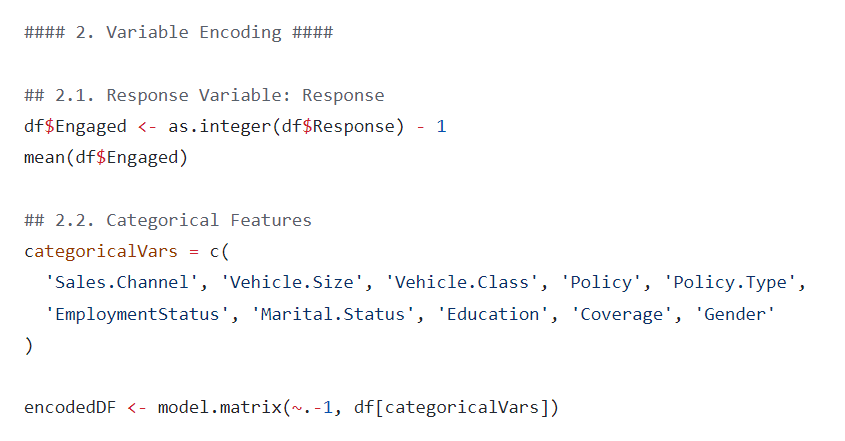 #### 2. Variable Encoding ####
## 2.1. Response Variable: Response
df$Engaged <- as.integer(df$Response) - 1
mean(df$Engaged)
## 2.2. Categorical Features
categoricalVars = c(
'Sales.Channel', 'Vehicle.Size', 'Vehicle.Class', 'Policy', 'Policy.Type',
'EmploymentStatus', 'Marital.Status', 'Education', 'Coverage', 'Gender'
)
encodedDF <- model.matrix(~.-1, df[categoricalVars])